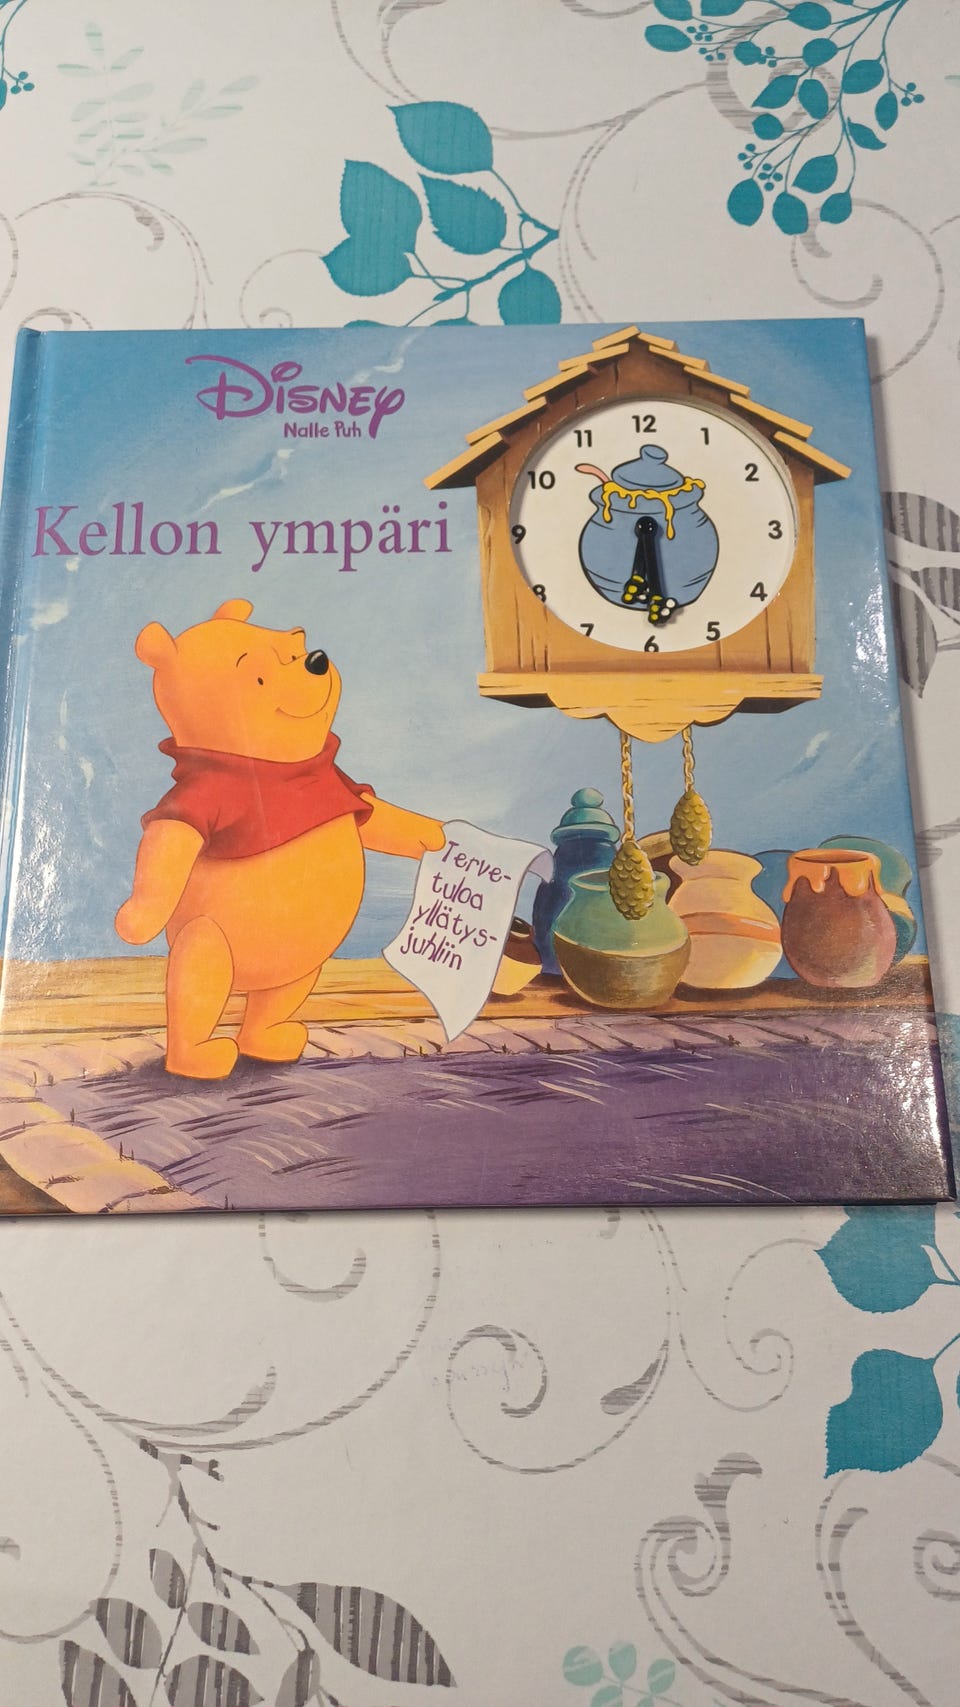 Disney
Nalle Puh
Kellon ympäri
12
11
1
10
2
9
3
8
4
7
5
6
Terve-
tuloa
yllätys-
juhliin